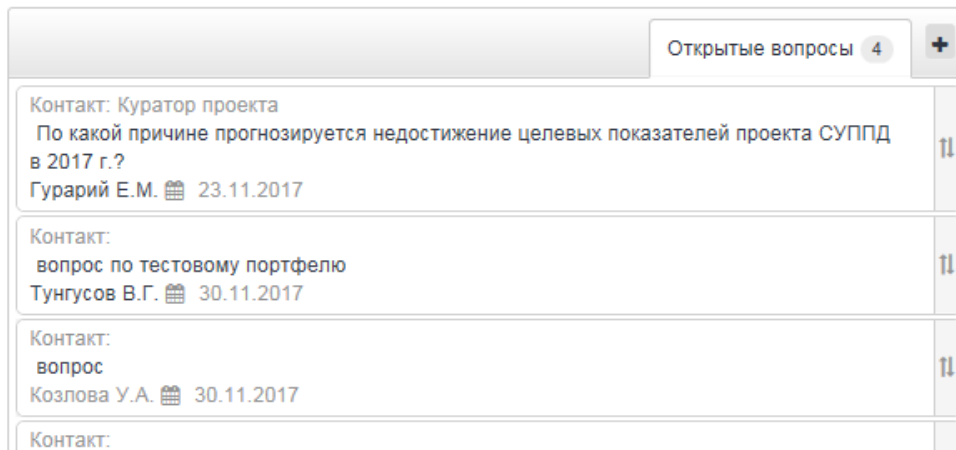 Открытые вопросы 4
Контакт: Куратор проекта
По какой причине прогнозируется недостижение целевых показателей проекта СУППД
в 2017 г.?
Гурарий Е.М. 23.11.2017
Контакт:
вопрос по тестовому портфелю
Тунгусов В.Г. 30.11.2017
Контакт:
вопрос
Козлова У.А. 30.11.2017
Контакт: